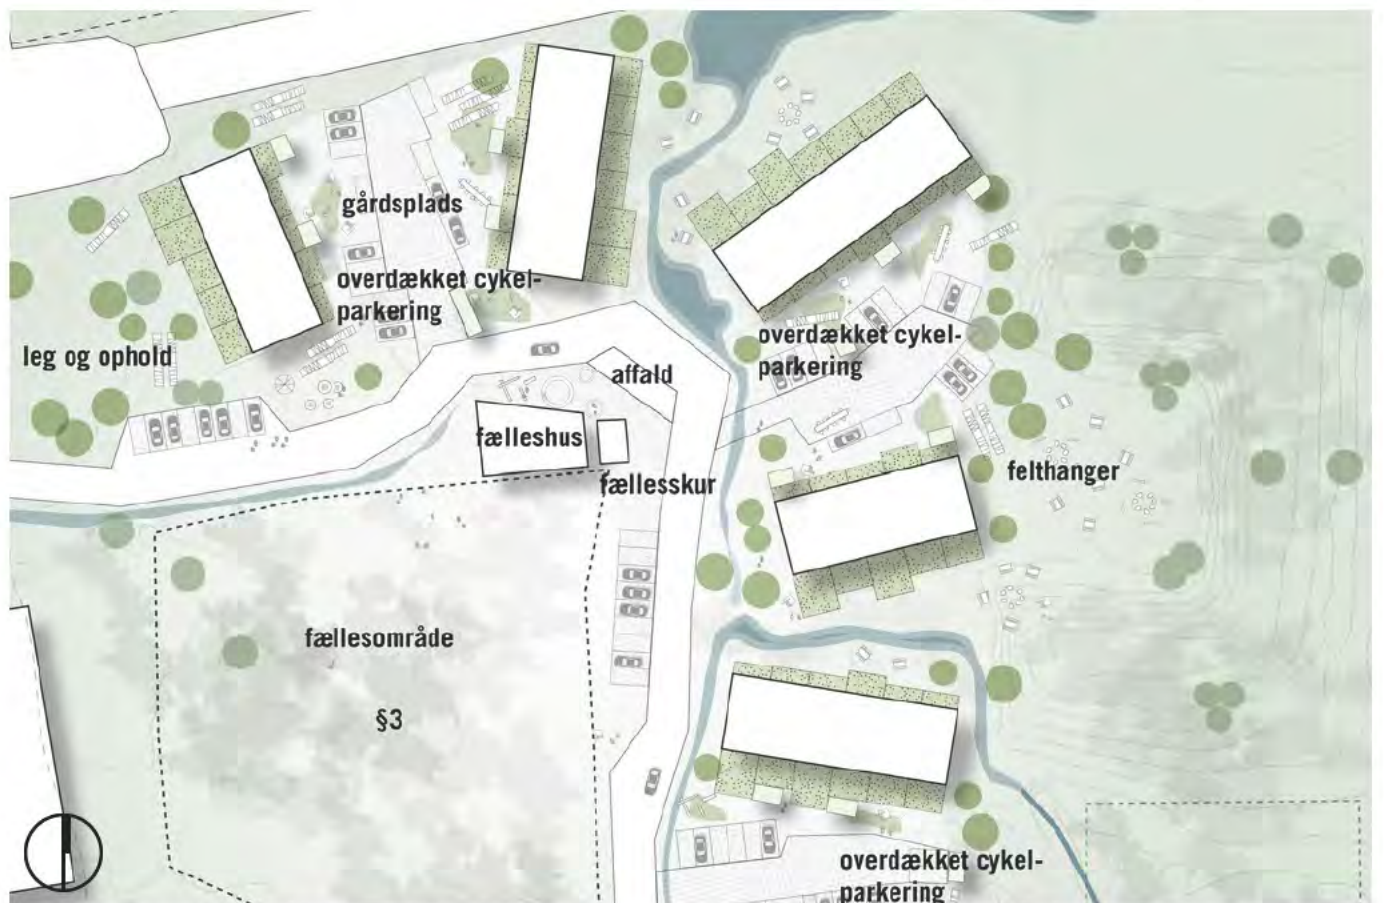 gårdsplads
overdækket cykel-
parkering
leg og ophold
overdækket cykel-
parkering
affald
fælleshus
fællesskur
felthanger
fællesområde
§3
overdækket cykel-
parkering